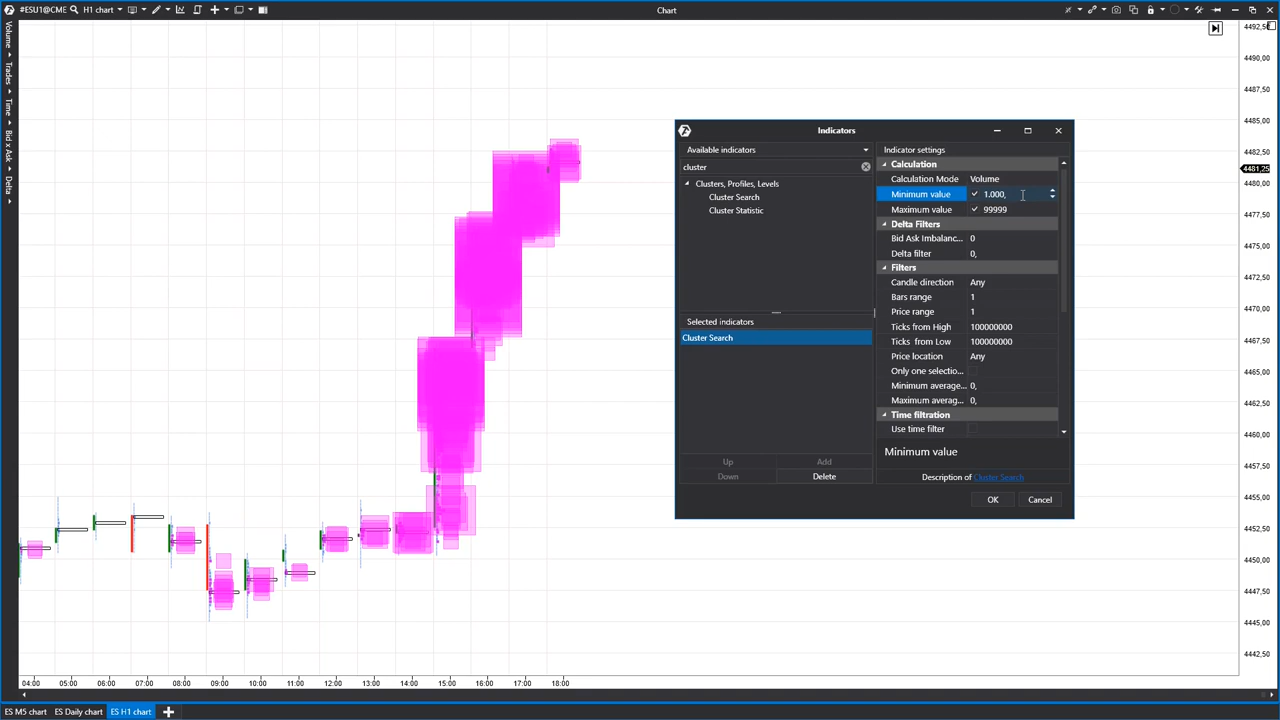 #ESU1@CME H1 chart Chart
Volume
Trades
Time
Bid x Ask
Delta
4492,50
4490,00
4487,50
4485,00
4482,50
4481,25
4480,00
4477,50
4475,00
4472,50
4470,00
4467,50
4465,00
4462,50
4460,00
4457,50
4455,00
4452,50
4450,00
4447,50
4445,00
4442,50
Indicators
Available indicators
cluster
Clusters, Profiles, Levels
Cluster Search
Cluster Statistic
Selected indicators
Cluster Search
Up Add
Down Delete
Indicator settings
Calculation
Calculation Mode Volume
Minimum value 1.000,
Maximum value 99999
Delta Filters
Bid Ask Imbalanc... 0
Delta filter 0,
Filters
Candle direction Any
Bars range 1
Price range 1
Ticks from High 100000000
Ticks from Low 100000000
Price location Any
Only one selectio...
Minimum average... 0,
Maximum averag... 0,
Time filtration
Use time filter
Minimum value
Description of Cluster Search
OK Cancel
04:00 05:00 06:00 07:00 08:00 09:00 10:00 11:00 12:00 13:00 14:00 15:00 16:00 17:00 18:00
ES M5 chart ES Daily chart ES H1 chart